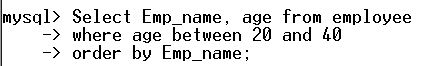 mysql> Select Emp_name, age from employee
-> where age between 20 and 40
-> order by Emp_name;